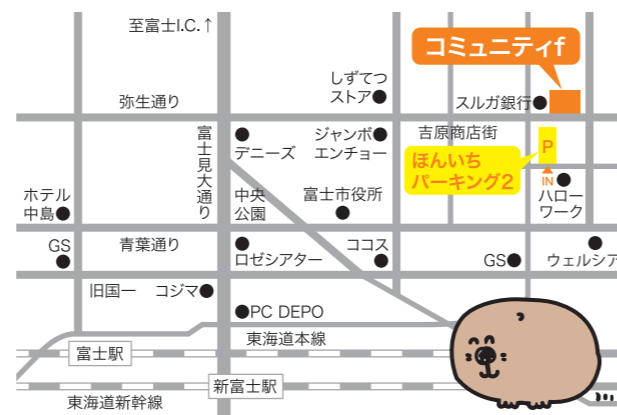 至富士I.C.↑
コミュニティf
しずてつ
ストア
スルガ銀行
弥生通り
富士見大通り
デニーズ
ジャンボ
エンチョー
吉原商店街
P
ほんいち
パーキング2
IN
ハロー
ワーク
ホテル
中島
中央
公園
富士市役所
GS
青葉通り
ロゼシアター
ココス
GS
ウェルシア
旧国一
コジマ
PC DEPO
東海道本線
富士駅
新富士駅
東海道新幹線